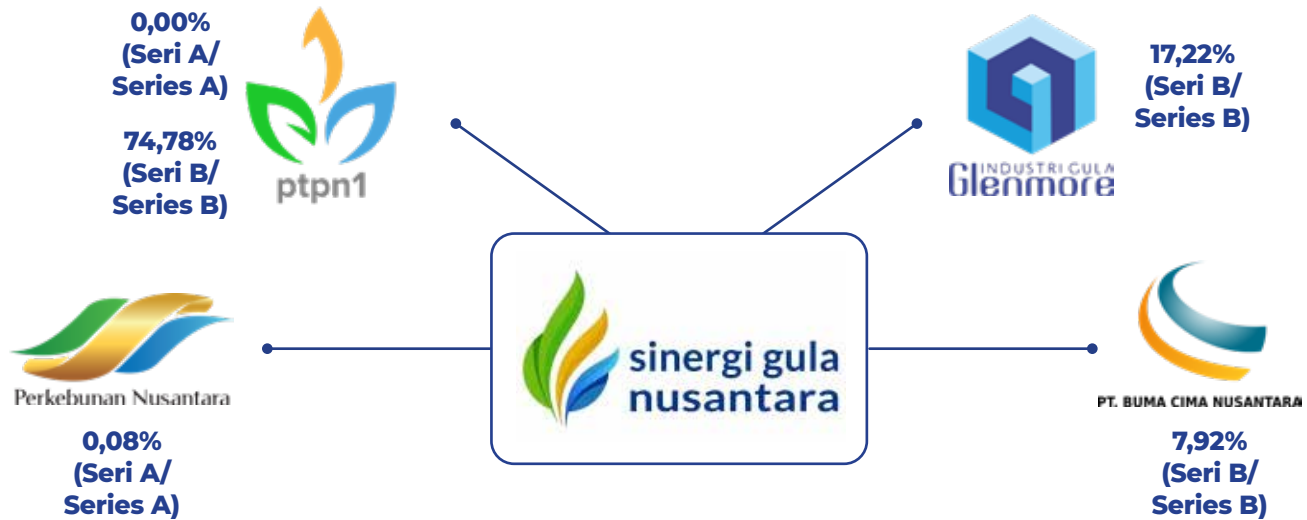 0,00%
(Seri A/
Series A)
74,78%
(Seri B/
Series B)
ptpn1
INDUSTRI GULA
Glenmore
17,22%
(Seri B/
Series B)
Perkebunan Nusantara
0,08%
(Seri A/
Series A)
sinergi gula
nusantara
PT. BUMA CIMA NUSANTARA
7,92%
(Seri B/
Series B)